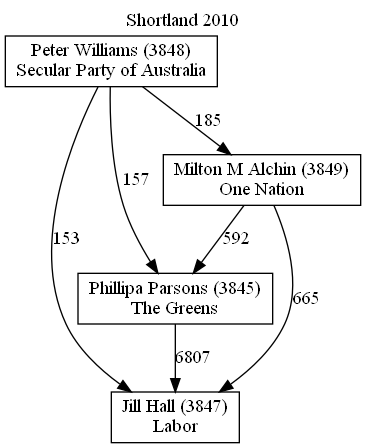 Shortland 2010
Peter Williams (3848)
Secular Party of Australia
185
Milton M Alchin (3849)
One Nation
157
153
592
Phillipa Parsons (3845)
The Greens
665
6807
Jill Hall (3847)
Labor